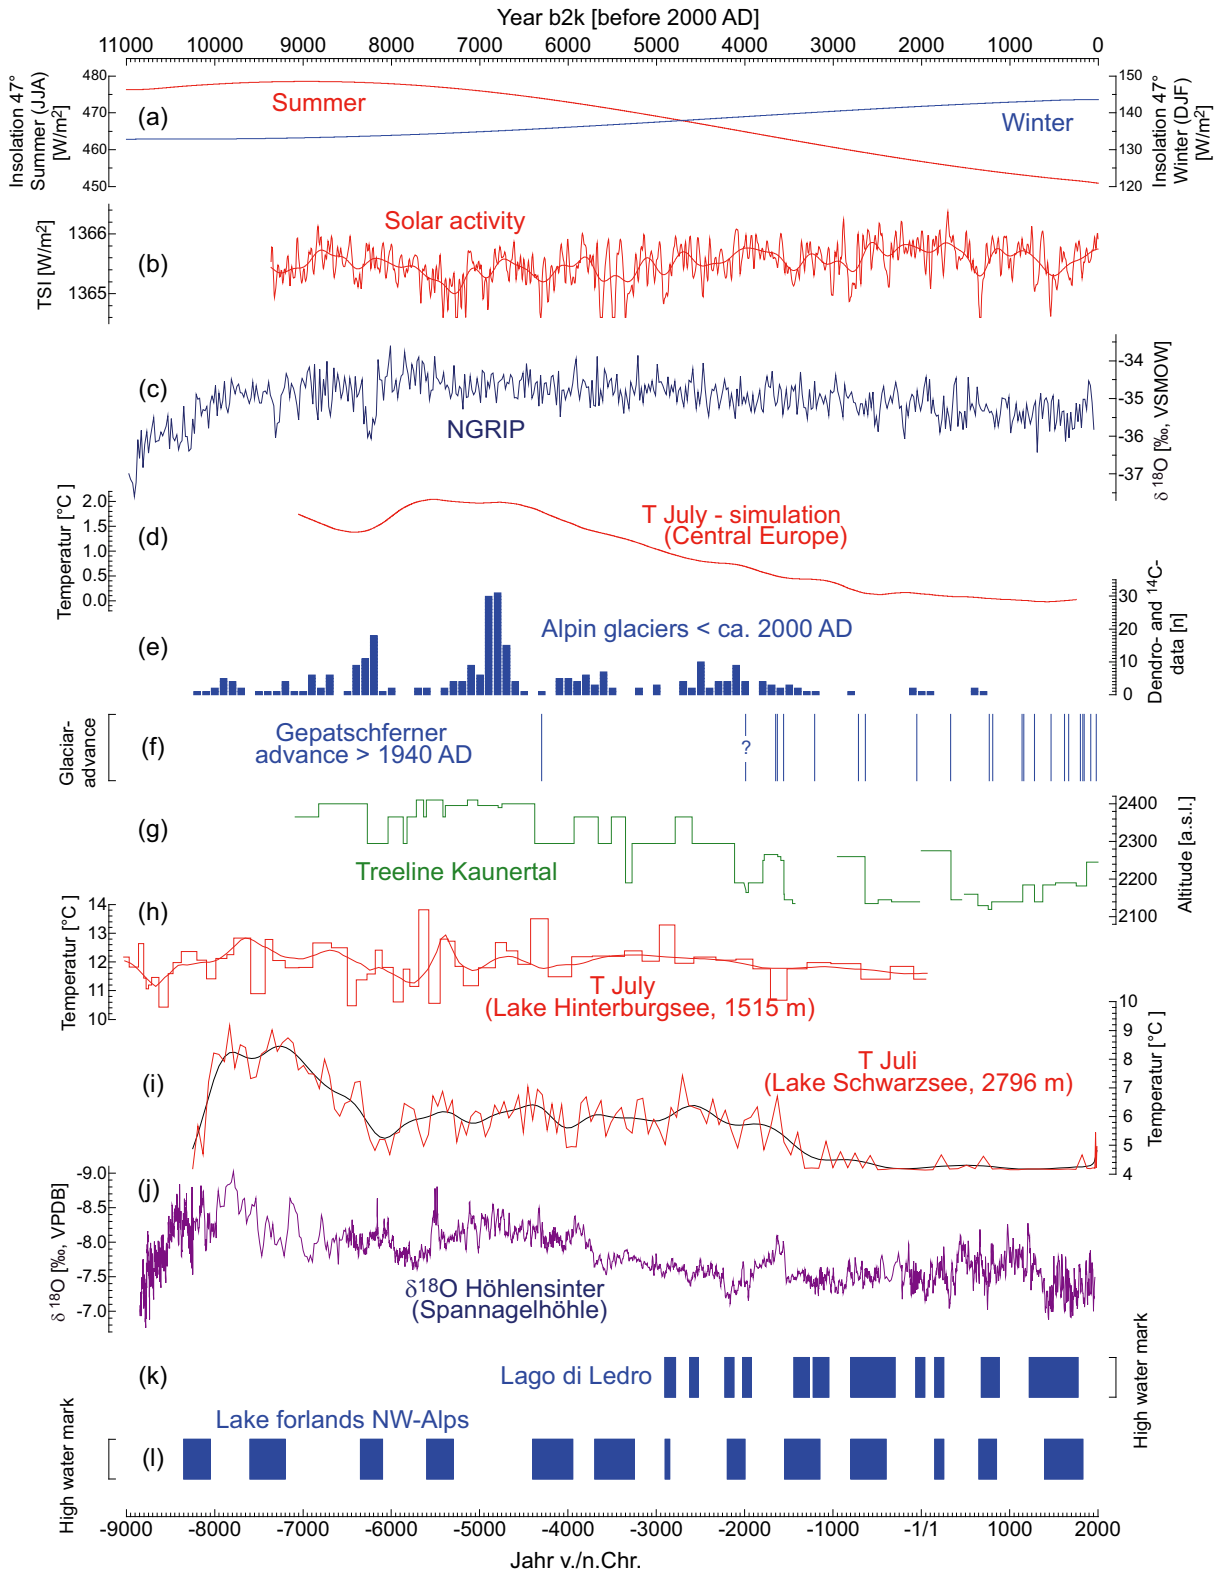 Year b2k [before 2000 AD]
11000 10000 9000 8000 7000 6000 5000 4000 3000 2000 1000 0
Insolation 47°
Summer (JJA)
[W/m2]
480
470
460
450
(a)
Summer
Winter
150
140
130
120
Insolation 47°
Winter (DJF)
[W/m2]
TSI [W/m2]
1366
1365
(b)
Solar activity
(c)
NGRIP
-34
-35
-36
-37
δ 18O [‰, VSMOW]
Temperatur [°C ]
2.0
1.5
1.0
0.5
0.0
(d)
T July - simulation
(Central Europe)
(e)
Alpin glaciers < ca. 2000 AD
30
20
10
0
Dendro- and 14C-
data [n]
Glaciar-
advance
(f)
Gepatschferner
advance > 1940 AD
?
(g)
Treeline Kaunertal
2400
2300
2200
2100
Altitude [a.s.l.]
Temperatur [°C]
14
13
12
11
10
(h)
T July
(Lake Hinterburgsee, 1515 m)
(i)
T Juli
(Lake Schwarzsee, 2796 m)
10
9
8
7
6
5
4
Temperatur [°C ]
δ 18O [‰, VPDB]
-9.0
-8.5
-8.0
-7.5
-7.0
(j)
δ18O Höhlensinter
(Spannagelhöhle)
(k)
Lago di Ledro
High water mark
High water mark
Lake forlands NW-Alps
(l)
-9000 -8000 -7000 -6000 -5000 -4000 -3000 -2000 -1000 -1/1 1000 2000
Jahr v./n.Chr.